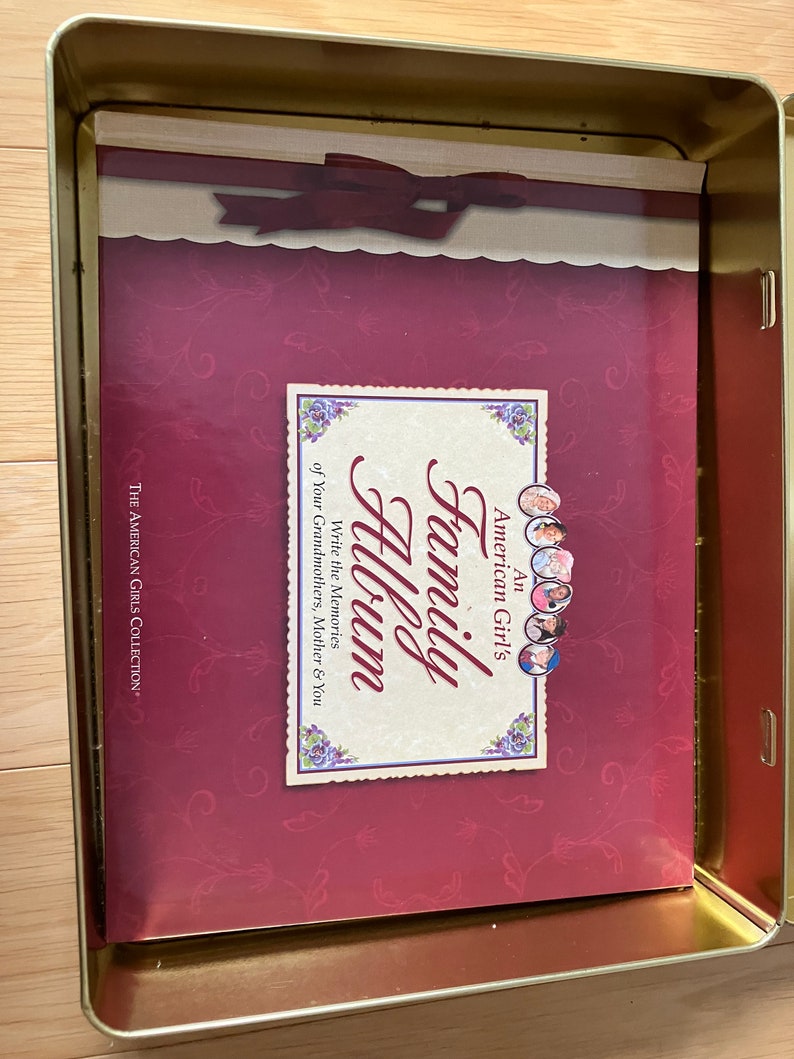 An
American Girl's
Family
Album
Write the Memories
of Your Grandmothers, Mother & You
THE AMERICAN GIRLS COLLECTION®